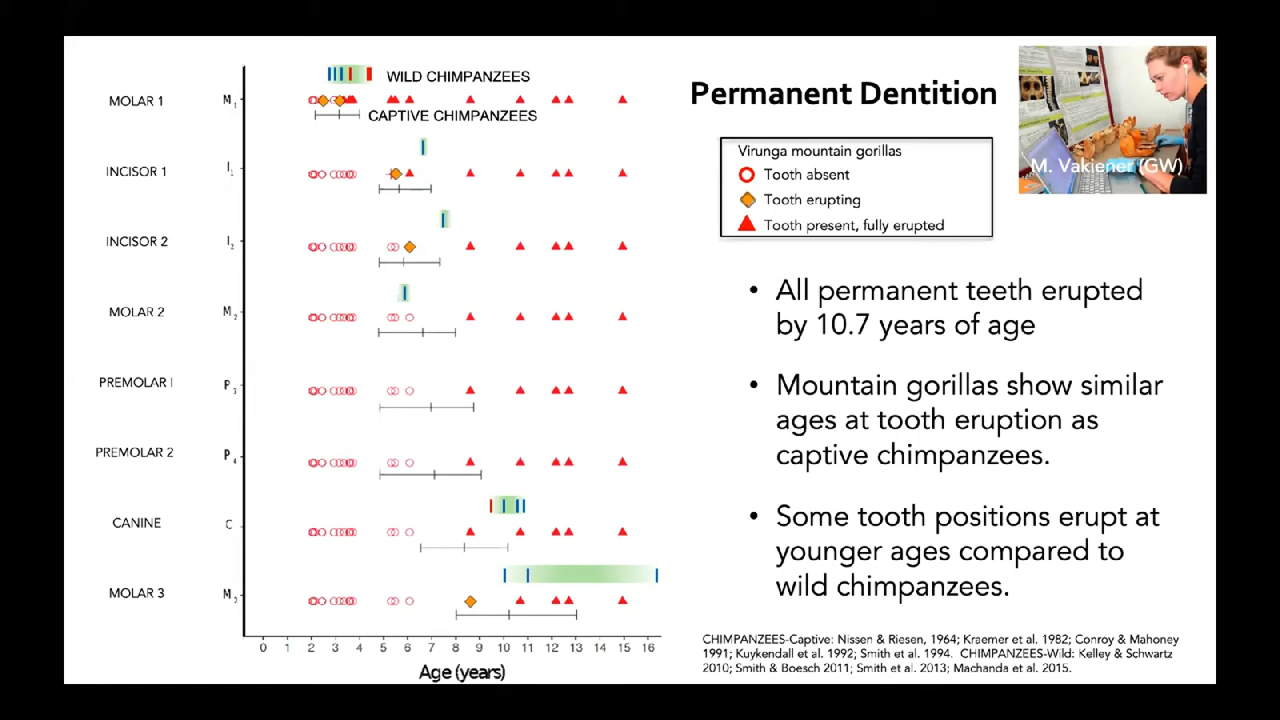 WILD CHIMPANZEES
MOLAR 1
M1
CAPTIVE CHIMPANZEES
INCISOR 1
I1
INCISOR 2
I2
MOLAR 2
M2
PREMOLAR I
P3
PREMOLAR 2
P4
CANINE
C
MOLAR 3
M3
0 1 2 3 4 5 6 7 8 9 10 11 12 13 14 15 16
Age (years)
Permanent Dentition
M. Vakiener (GW)
Virunga mountain gorillas
Tooth absent
Tooth erupting
Tooth present, fully erupted
• All permanent teeth erupted
by 10.7 years of age
• Mountain gorillas show similar
ages at tooth eruption as
captive chimpanzees.
• Some tooth positions erupt at
younger ages compared to
wild chimpanzees.
CHIMPANZEES-Captive: Nissen & Riesen, 1964; Kraemer et al. 1982; Conroy & Mahoney
1991; Kuykendall et al. 1992; Smith et al. 1994. CHIMPANZEES-Wild: Kelley & Schwartz
2010; Smith & Boesch 2011; Smith et al. 2013; Machanda et al. 2015.